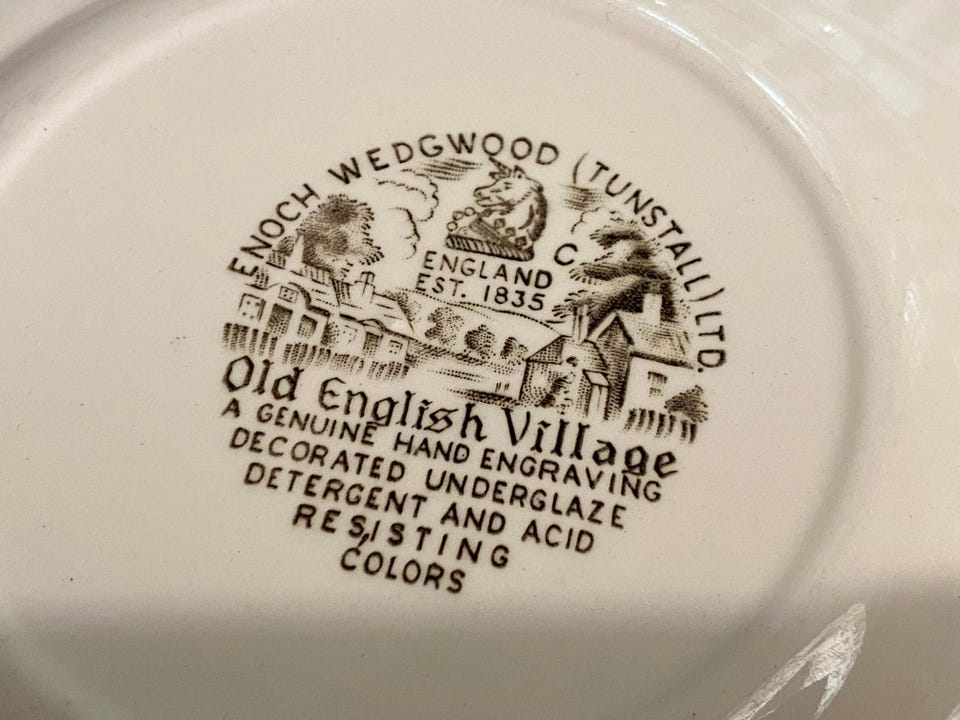 ENOCH WEDGWOOD (TUNSTALL) LTD.
C
ENGLAND
EST. 1835
Old English Village
A GENUINE HAND ENGRAVING
DECORATED UNDERGLAZE
DETERGENT AND ACID
RESISTING
COLORS